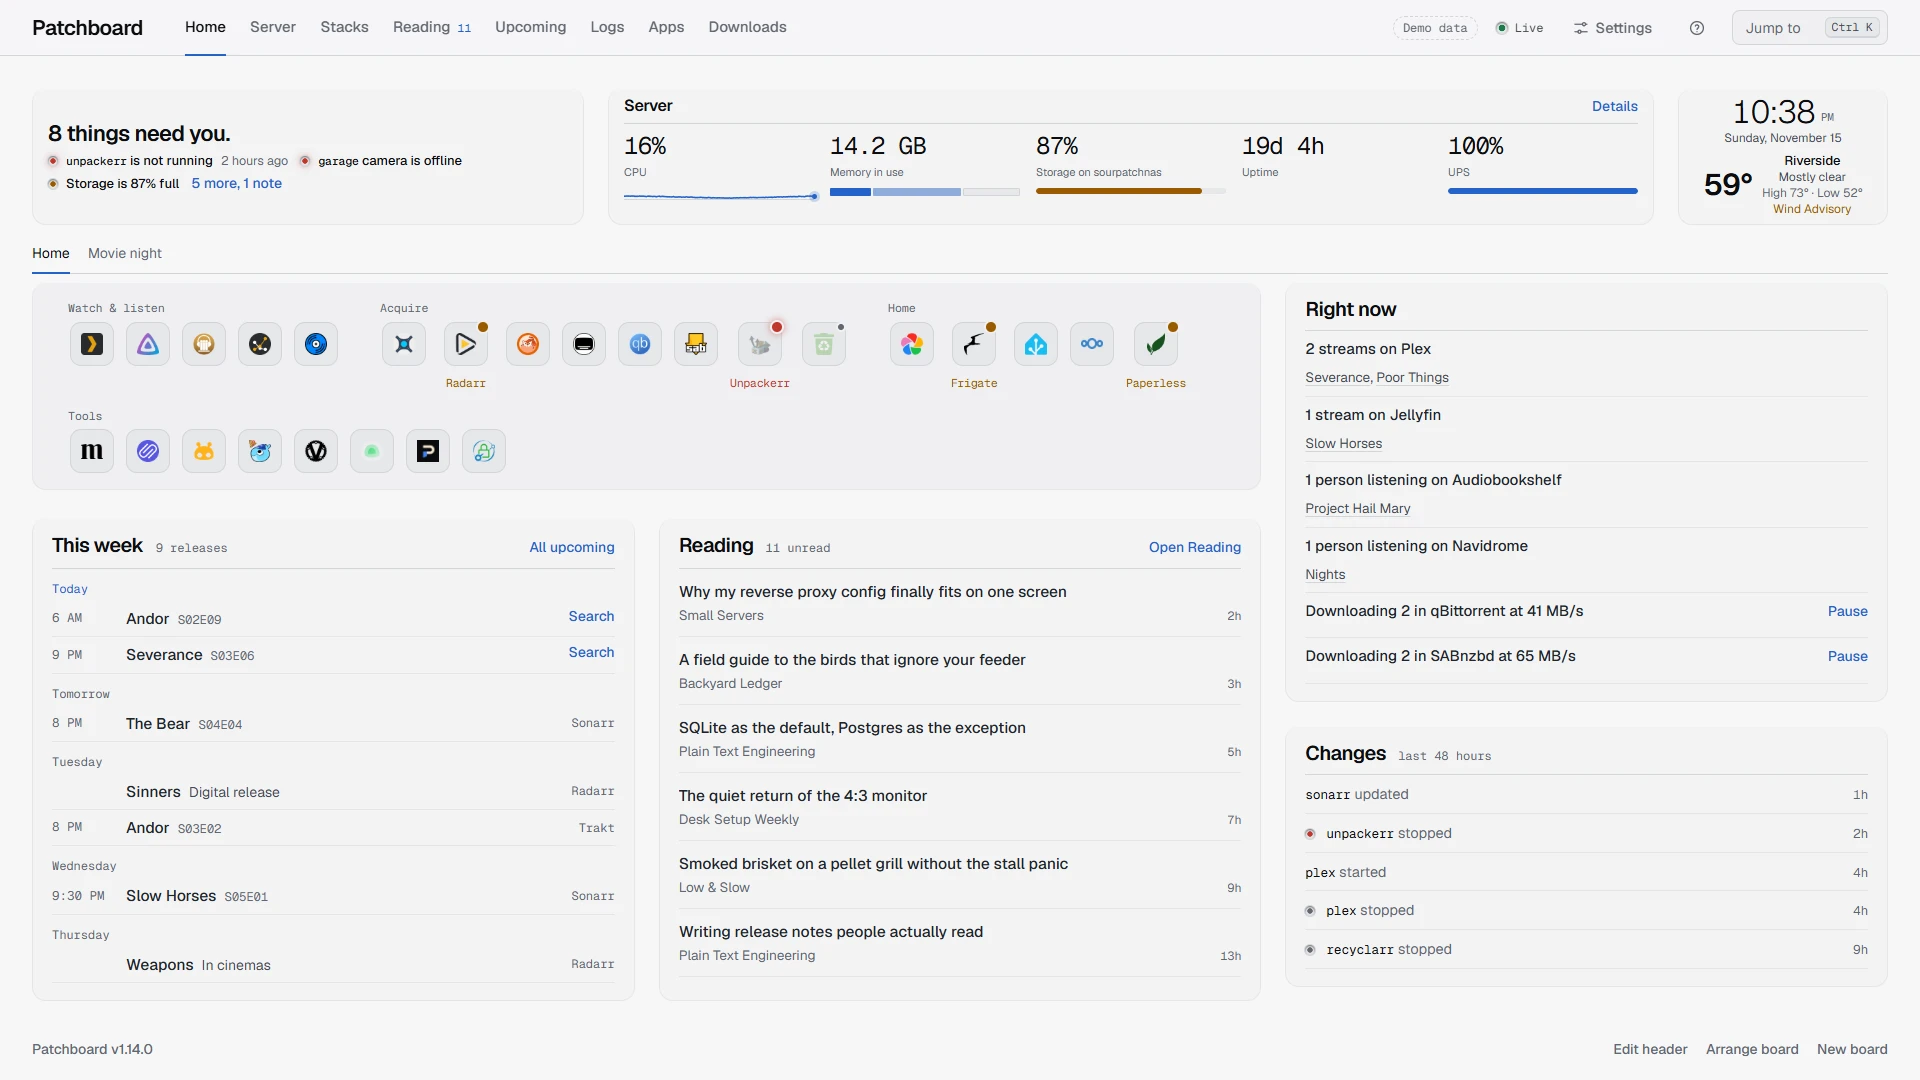 Patchboard
Home
Server
Stacks
Reading 11
Upcoming
Logs
Apps
Downloads
Demo data
Live
Settings
Jump to
Ctrl K
8 things need you.
unpackerr is not running 2 hours ago garage camera is offline
Storage is 87% full 5 more, 1 note
Server
Details
16%
CPU
14.2 GB
Memory in use
87%
Storage on sourpatchnas
19d 4h
Uptime
100%
UPS
10:38 PM
Sunday, November 15
59°
Riverside
Mostly clear
High 73° · Low 52°
Wind Advisory
Home
Movie night
Watch & listen
Acquire
qb
Radarr
Unpackerr
Home
Frigate
Paperless
Tools
m
Right now
2 streams on Plex
Severance, Poor Things
1 stream on Jellyfin
Slow Horses
1 person listening on Audiobookshelf
Project Hail Mary
1 person listening on Navidrome
Nights
Downloading 2 in qBittorrent at 41 MB/s Pause
Downloading 2 in SABnzbd at 65 MB/s Pause
This week 9 releases All upcoming
Today
6 AM Andor S02E09 Search
9 PM Severance S03E06 Search
Tomorrow
8 PM The Bear S04E04 Sonarr
Tuesday
Sinners Digital release Radarr
8 PM Andor S03E02 Trakt
Wednesday
9:30 PM Slow Horses S05E01 Sonarr
Thursday
Weapons In cinemas Radarr
Reading 11 unread Open Reading
Why my reverse proxy config finally fits on one screen
Small Servers 2h
A field guide to the birds that ignore your feeder
Backyard Ledger 3h
SQLite as the default, Postgres as the exception
Plain Text Engineering 5h
The quiet return of the 4:3 monitor
Desk Setup Weekly 7h
Smoked brisket on a pellet grill without the stall panic
Low & Slow 9h
Writing release notes people actually read
Plain Text Engineering 13h
Changes last 48 hours
sonarr updated 1h
unpackerr stopped 2h
plex started 4h
plex stopped 4h
recyclarr stopped 9h
Patchboard v1.14.0
Edit header
Arrange board
New board